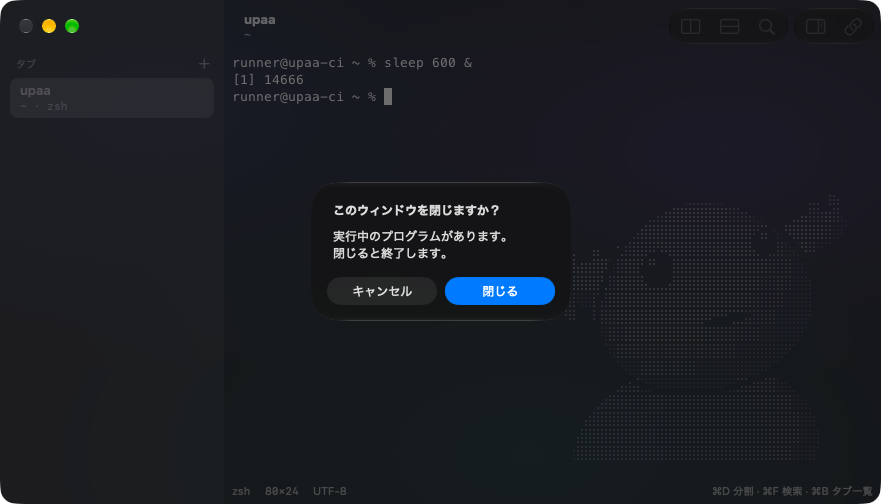 upaa
~
タブ
upaa
~ · zsh
runner@upaa-ci ~ % sleep 600 &
[1] 14666
runner@upaa-ci ~ %
このウィンドウを閉じますか？
実行中のプログラムがあります。
閉じると終了します。
キャンセル
閉じる
zsh 80×24 UTF-8
⌘D 分割 · ⌘F 検索 · ⌘B タブ一覧